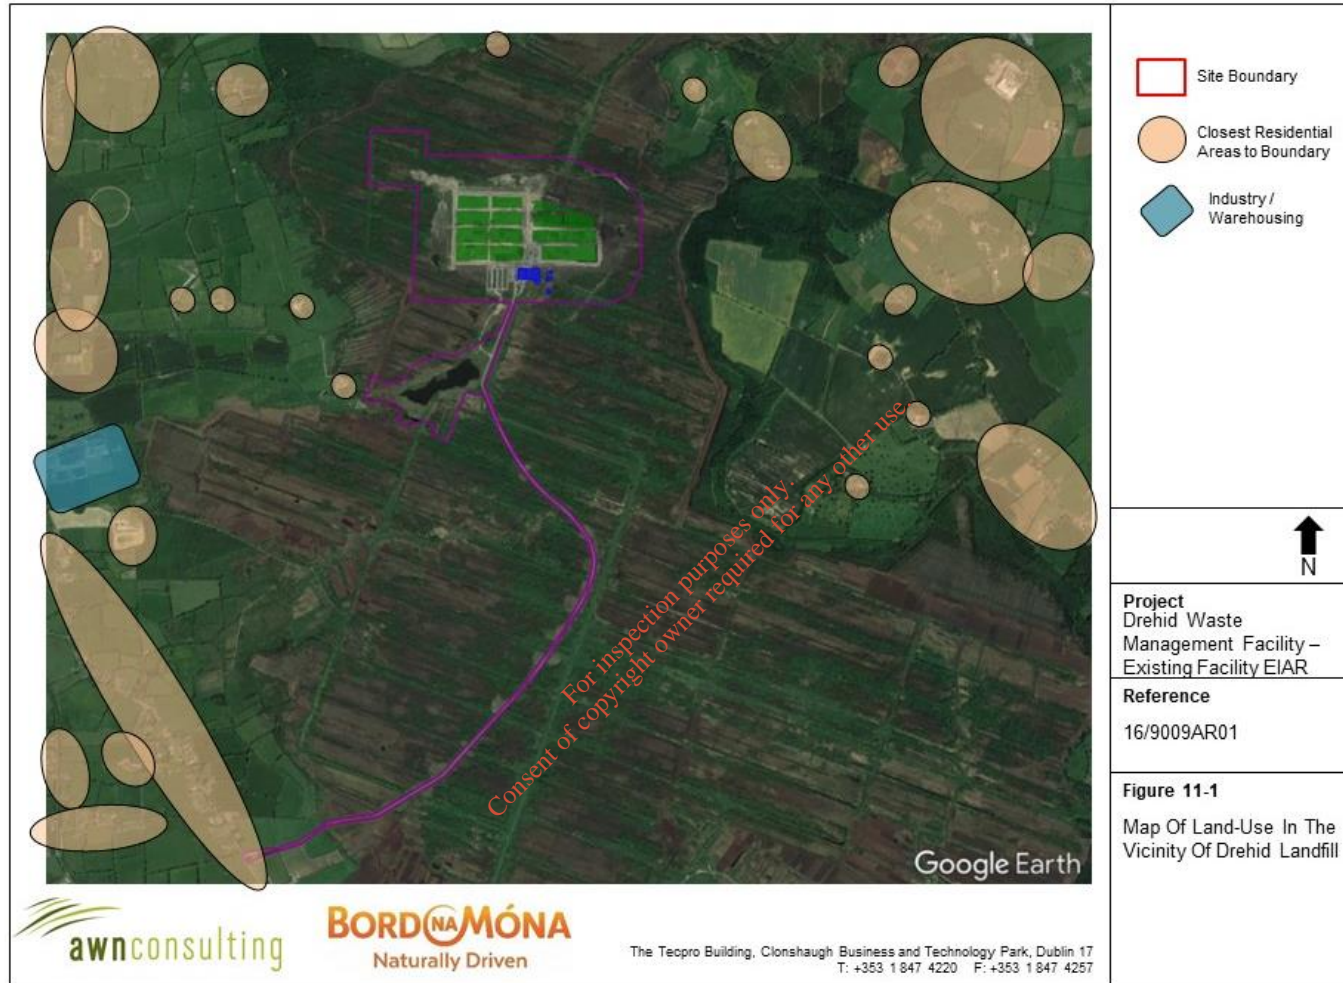 Site Boundary
Closest Residential
Areas to Boundary
Industry /
Warehousing
N
Project
Drehid Waste
Management Facility –
Existing Facility EIAR
Reference
16/9009AR01
Figure 11-1
Map Of Land-Use In The
Vicinity Of Drehid Landfill
For inspection purposes only.
Consent of copyright owner required for any other use.
Google Earth
awnconsulting
BORD NA MÓNA
Naturally Driven
The Tecpro Building, Clonshaugh Business and Technology Park, Dublin 17
T: +353 1 847 4220 F: +353 1 847 4257